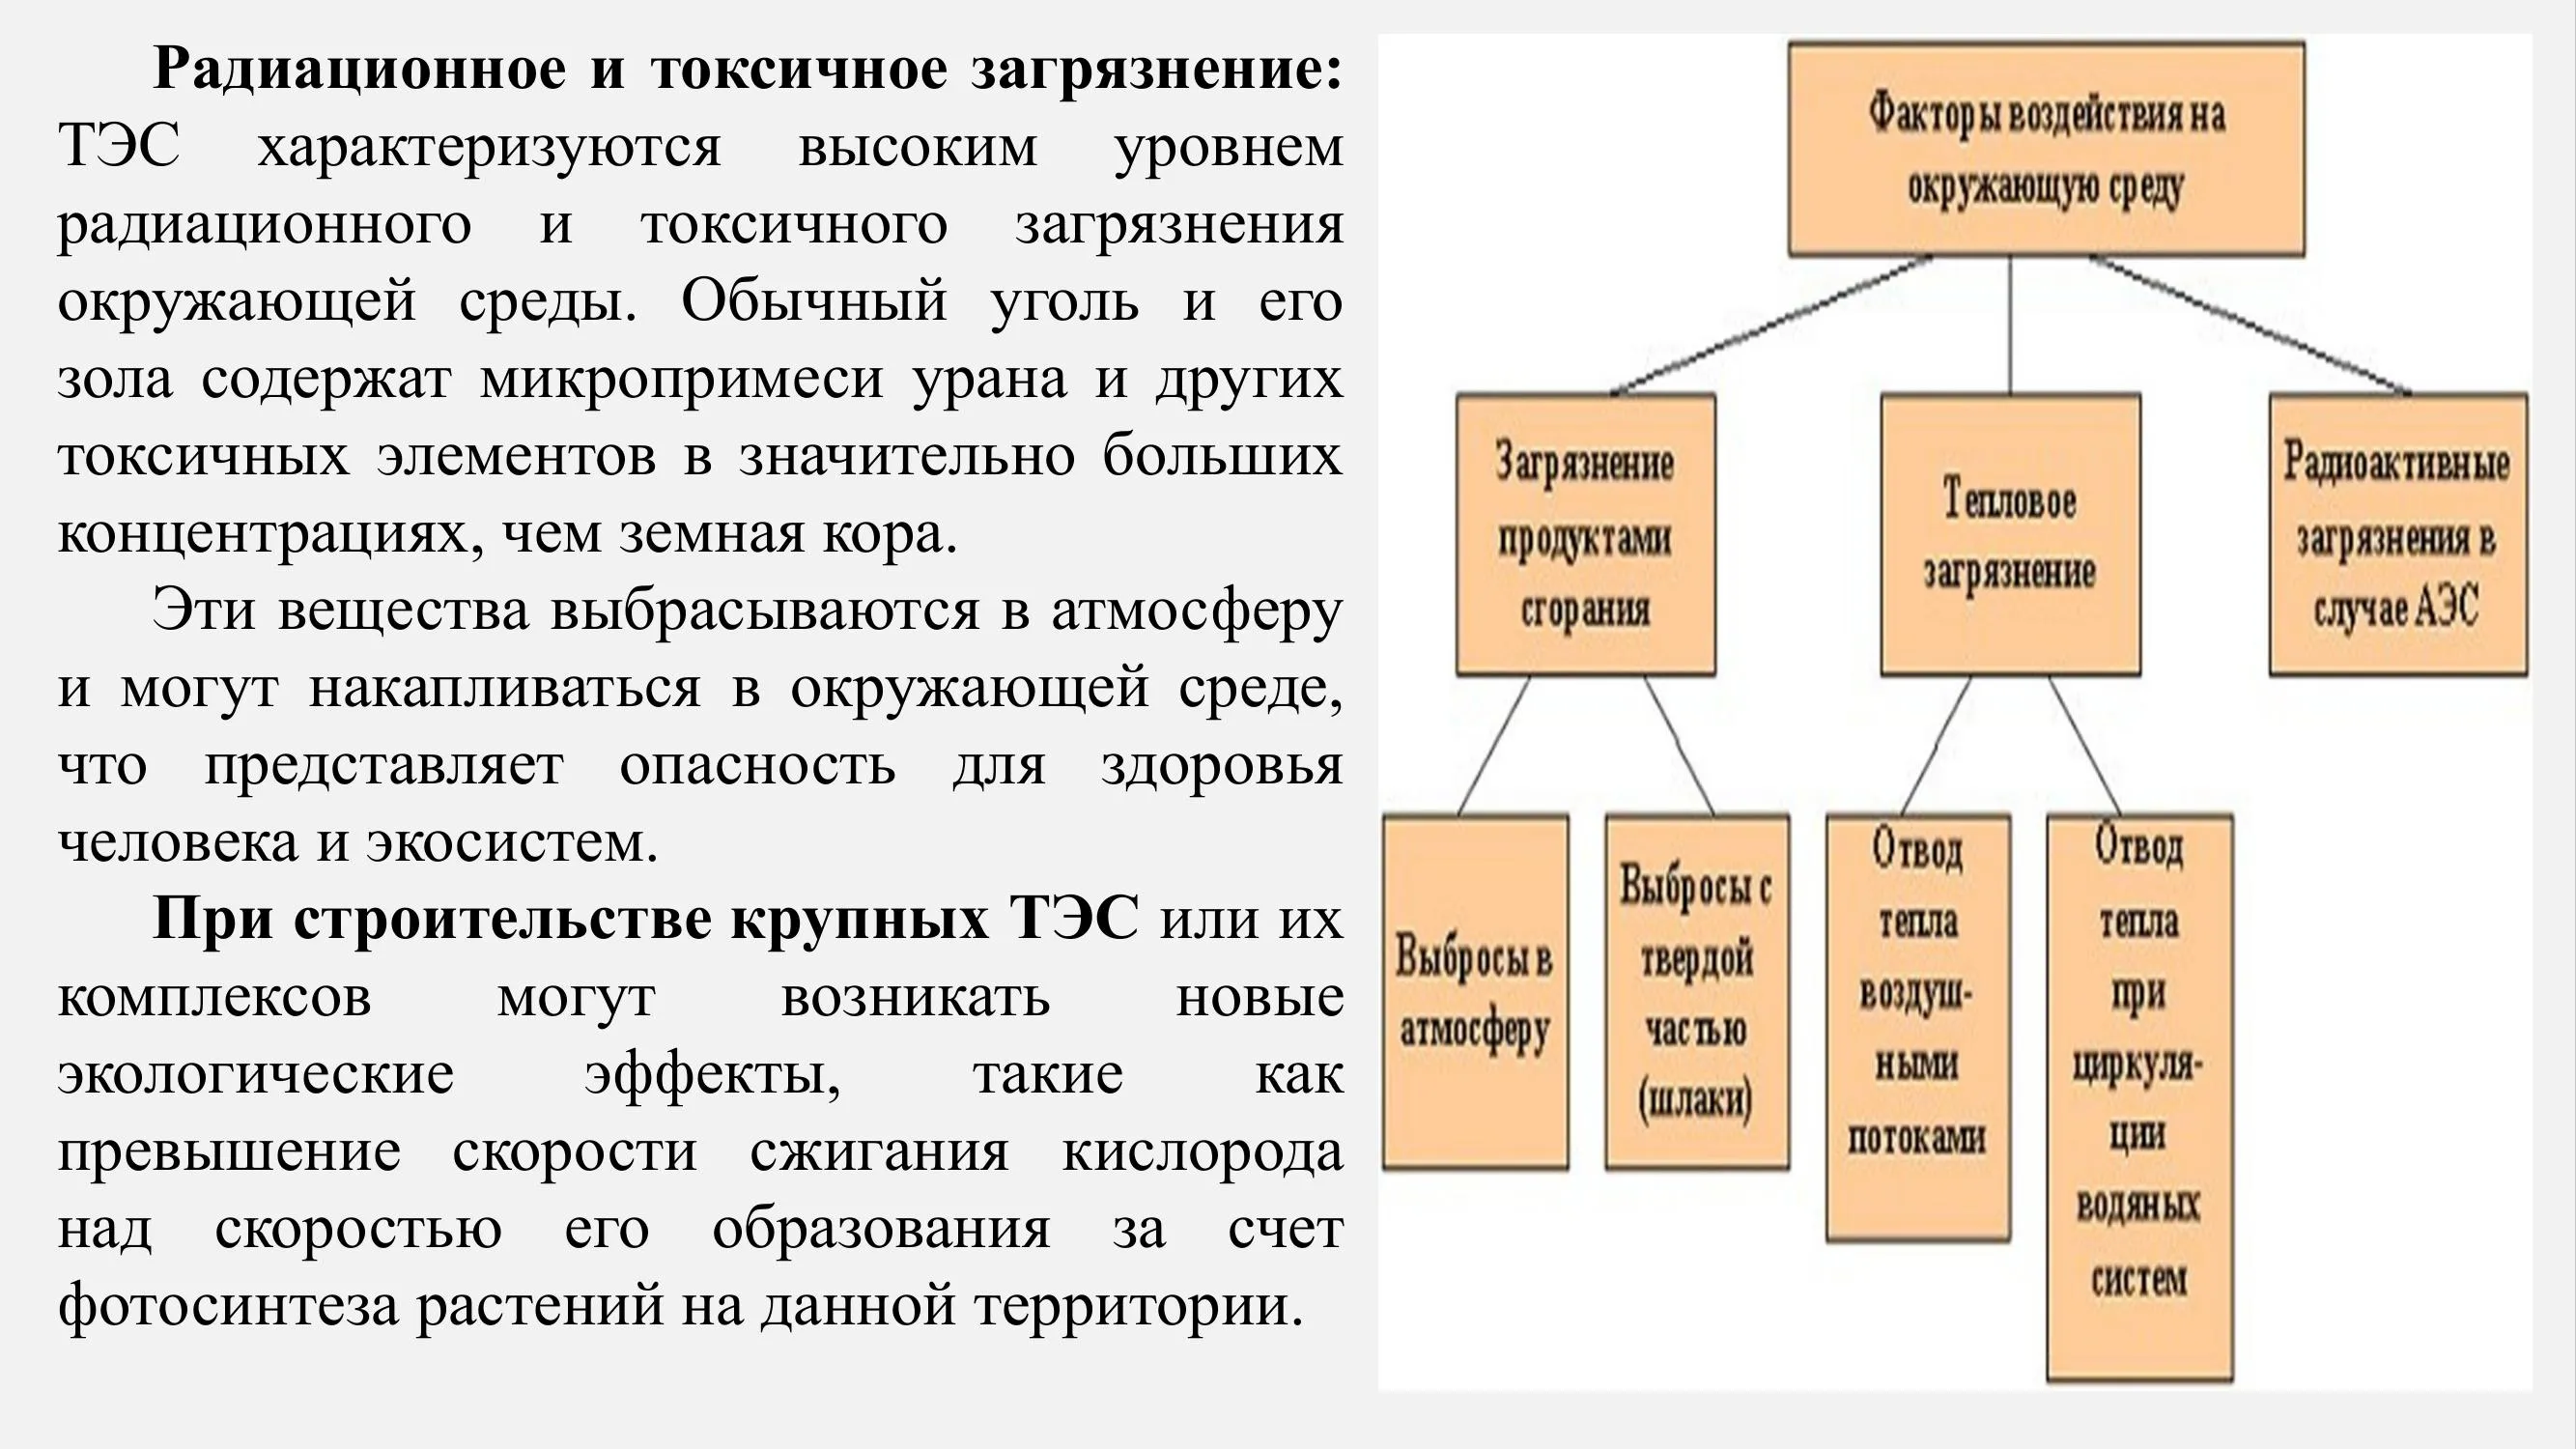 Радиационное и токсичное загрязнение:
ТЭС характеризуются высоким уровнем
радиационного и токсичного загрязнения
окружающей среды. Обычный уголь и его
зола содержат микропримеси урана и других
токсичных элементов в значительно больших
концентрациях, чем земная кора.
Эти вещества выбрасываются в атмосферу
и могут накапливаться в окружающей среде,
что представляет опасность для здоровья
человека и экосистем.
При строительстве крупных ТЭС или их
комплексов могут возникать новые
экологические эффекты, такие как
превышение скорости сжигания кислорода
над скоростью его образования за счет
фотосинтеза растений на данной территории.
Факторы воздействия на
окружающую среду
Загрязнение
продуктами
сгорания
Тепловое
загрязнение
Радиоактивные
загрязнения в
случае АЭС
Выбросы в
атмосферу
Выбросы с
твердой
частью
(шлаки)
Отвод
тепла
воздуш-
ными
потоками
Отвод
тепла
при
циркуля-
ции
водяных
систем